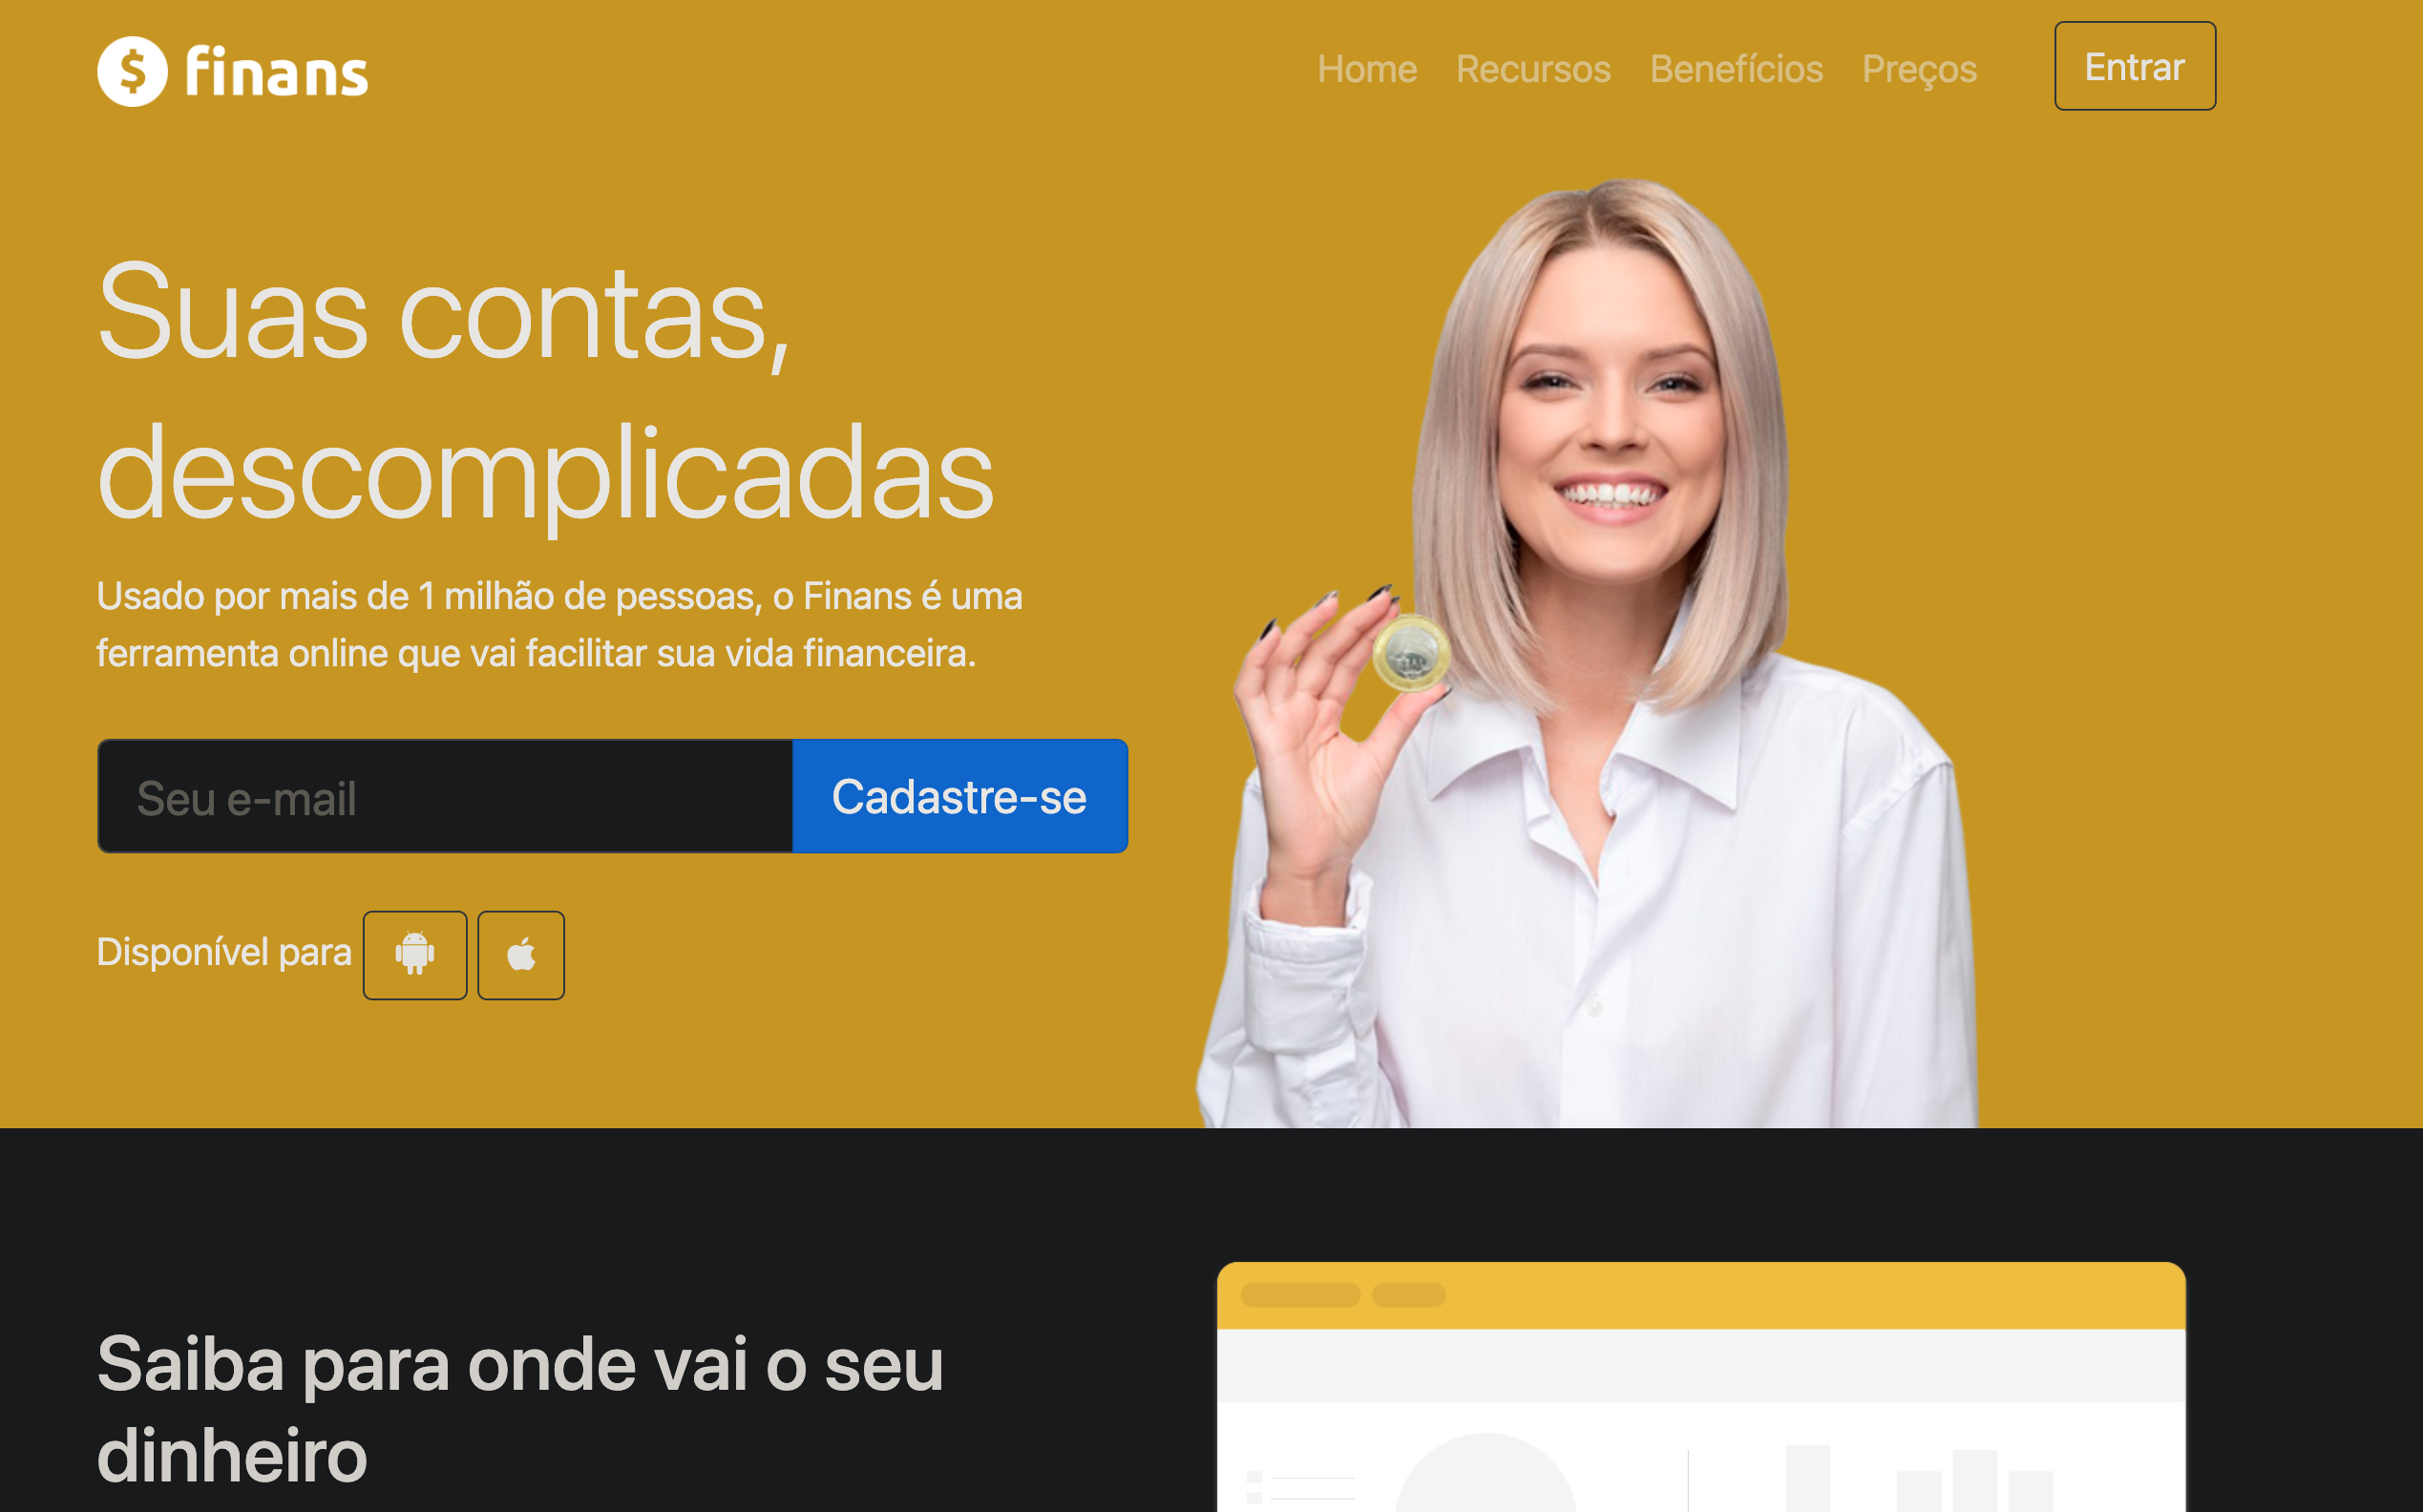 finans
Home Recursos Benefícios Preços Entrar
Suas contas,
descomplicadas
Usado por mais de 1 milhão de pessoas, o Finans é uma
ferramenta online que vai facilitar sua vida financeira.
Seu e-mail Cadastre-se
Disponível para
Saiba para onde vai o seu
dinheiro